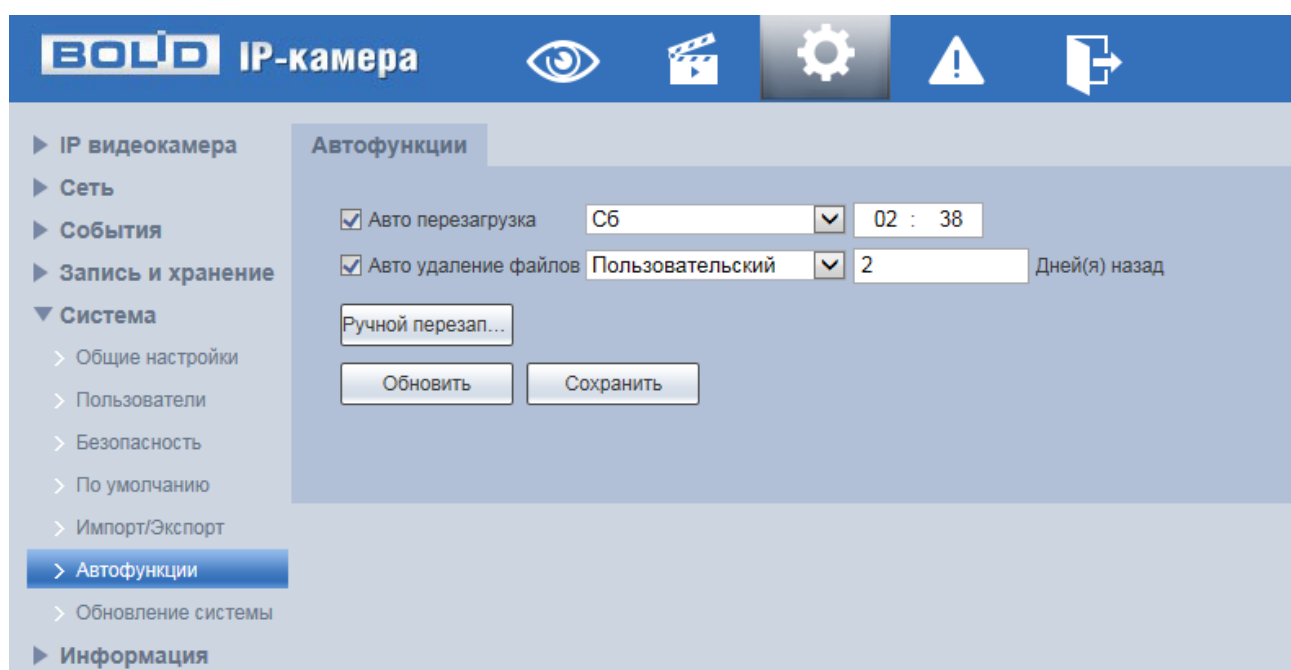 BOLID IP-камера
IP видеокамера
Сеть
События
Запись и хранение
Система
Общие настройки
Пользователи
Безопасность
По умолчанию
Импорт/Экспорт
Автофункции
Обновление системы
Информация
Автофункции
Авто перезагрузка Сб 02 : 38
Авто удаление файлов Пользовательский 2 Дней(я) назад
Ручной перезап...
Обновить Сохранить